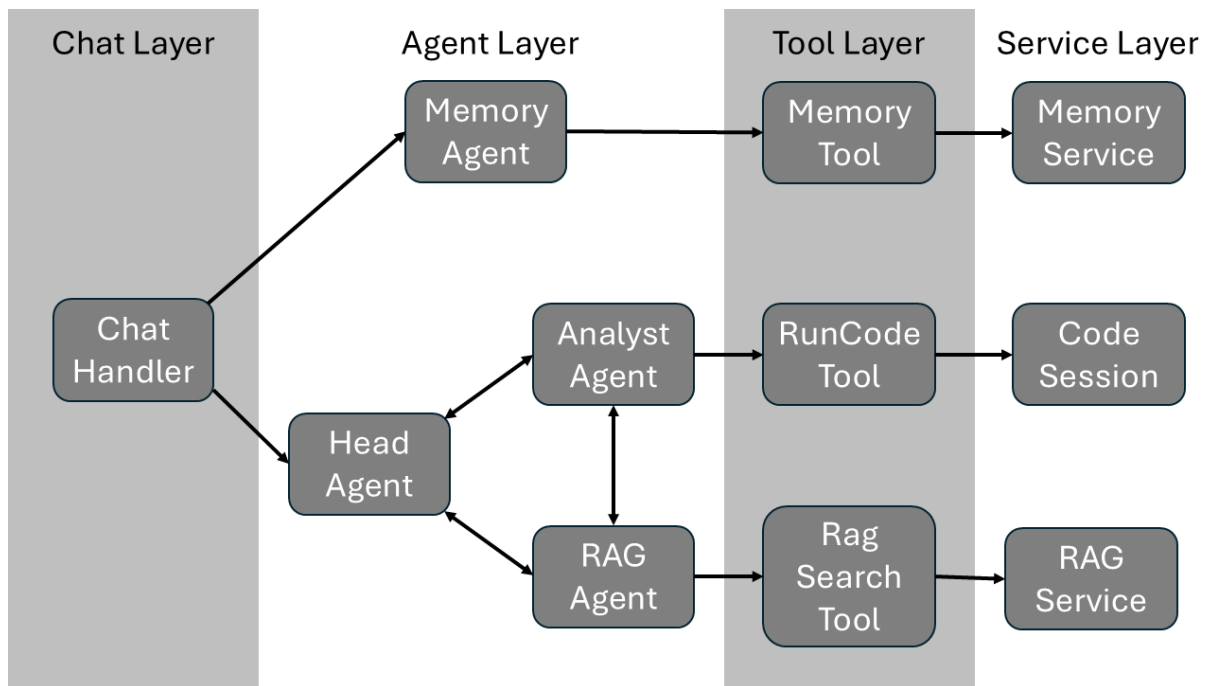 Chat Layer
Agent Layer
Tool Layer
Service Layer
Memory
Agent
Memory
Tool
Memory
Service
Chat
Handler
Analyst
Agent
RunCode
Tool
Code
Session
Head
Agent
RAG
Agent
Rag
Search
Tool
RAG
Service